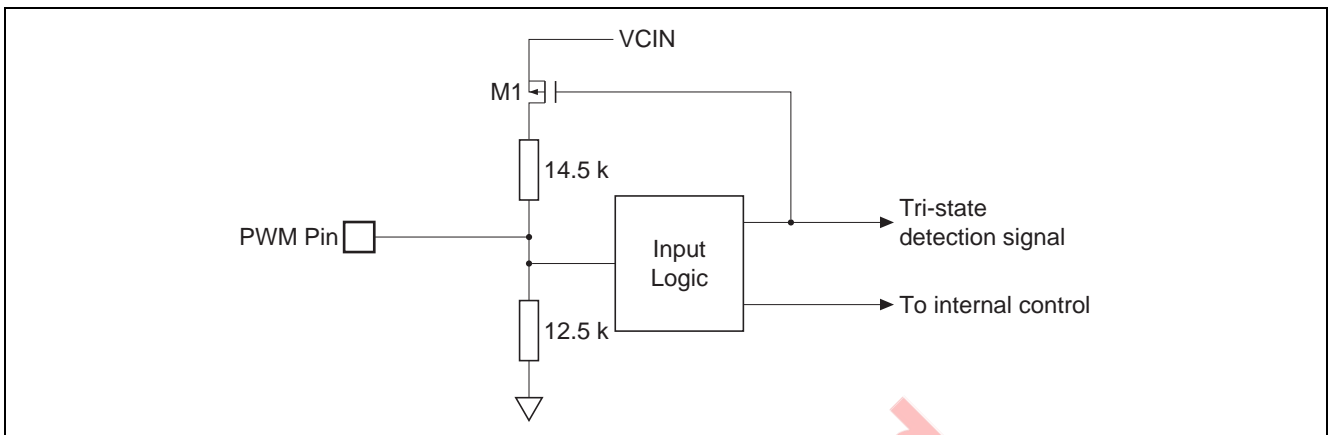 VCIN
M1
14.5 k
PWM Pin
Input
Logic
Tri-state
detection signal
To internal control
12.5 k